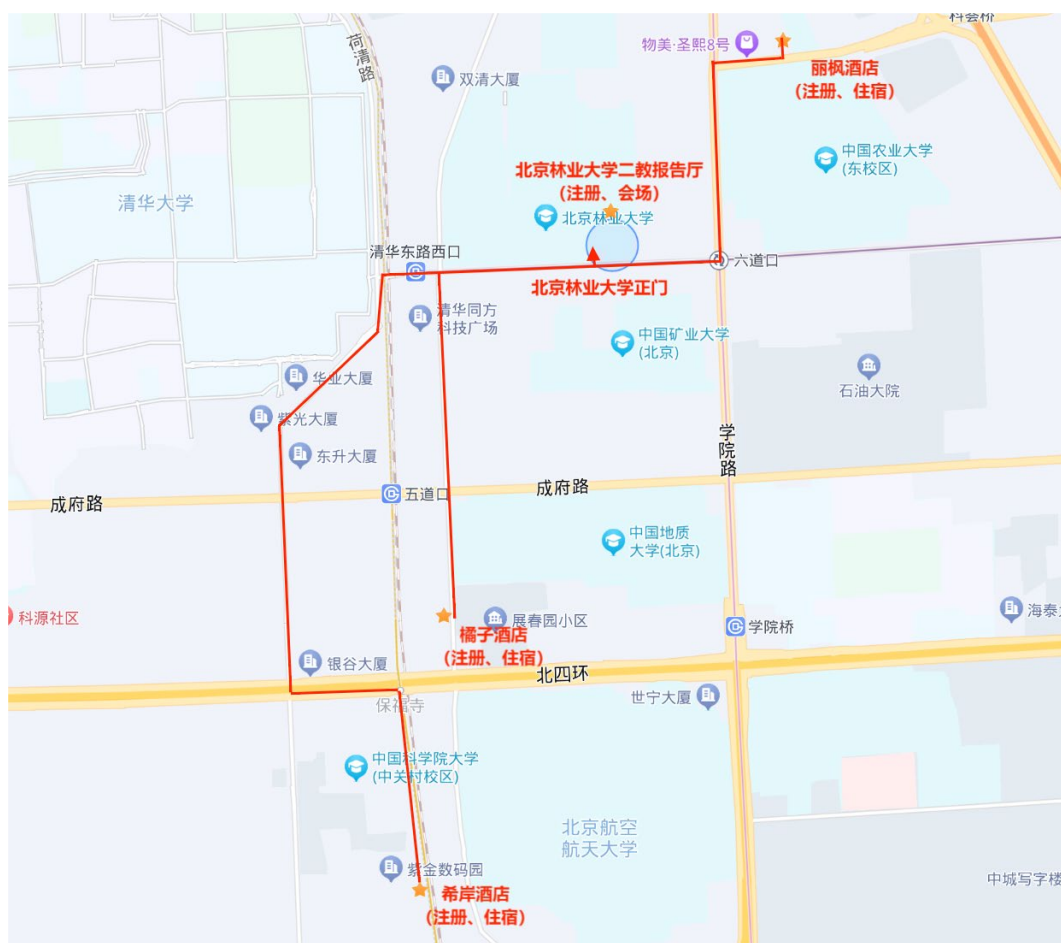 科会桥
荷清路
物美·圣熙8号
双清大厦
丽枫酒店
(注册、住宿)
中国农业大学
(东校区)
北京林业大学二教报告厅
(注册、会场)
清华大学
北京林业大学
清华东路西口
六道口
北京林业大学正门
清华同方
科技广场
中国矿业大学
(北京)
石油大院
华业大厦
紫光大厦
学院路
东升大厦
五道口
成府路
成府路
中国地质
大学(北京)
科源社区
展春园小区
海泰大
学院桥
橘子酒店
(注册、住宿)
银谷大厦
北四环
保福寺
世宁大厦
中国科学院大学
(中关村校区)
北京航空
航天大学
紫金数码园
中城写字楼
希岸酒店
(注册、住宿)